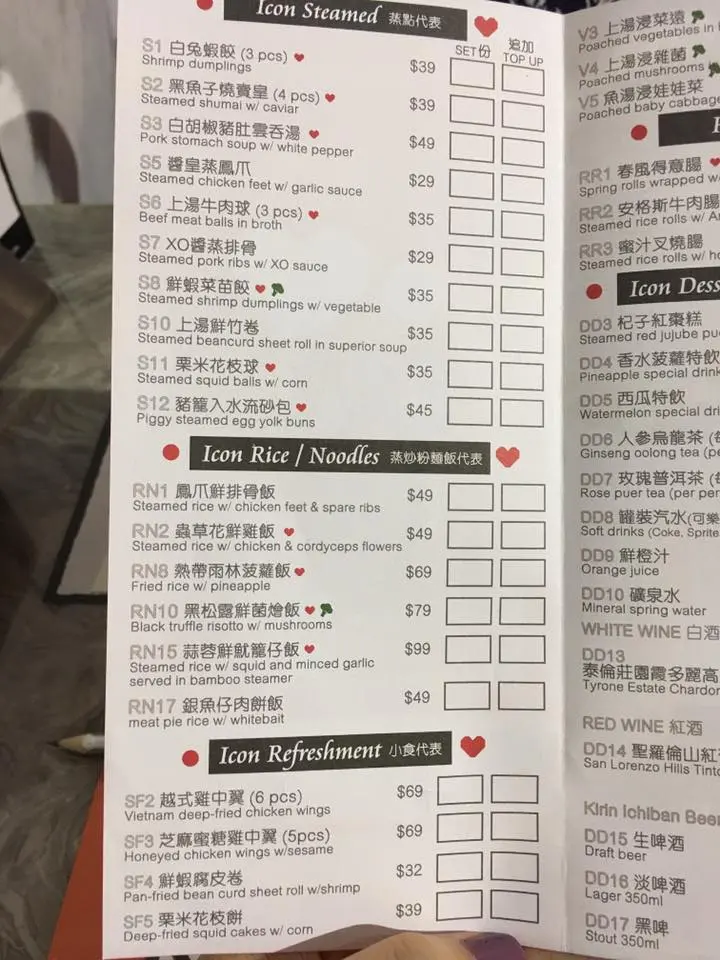 Icon Steamed 蒸點代表
SET份
追加
TOP UP
S1 白兔蝦餃 (3 pcs)
Shrimp dumplings
$39
S2 黑魚子燒賣皇 (4 pcs)
Steamed shumai w/ caviar
$39
S3 白胡椒豬肚雲吞湯
Pork stomach soup w/ white pepper
$49
S5 醬皇蒸鳳爪
Steamed chicken feet w/ garlic sauce
$29
S6 上湯牛肉球 (3 pcs)
Beef meat balls in broth
$35
S7 XO醬蒸排骨
Steamed pork ribs w/ XO sauce
$29
S8 鮮蝦菜苗餃
Steamed shrimp dumplings w/ vegetable
$35
S10 上湯鮮竹卷
Steamed beancurd sheet roll in superior soup
$35
S11 栗米花枝球
Steamed squid balls w/ corn
$35
S12 豬籠入水流砂包
Piggy steamed egg yolk buns
$45
Icon Rice / Noodles 蒸炒粉麵飯代表
RN1 鳳爪鮮排骨飯
Steamed rice w/ chicken feet & spare ribs
$49
RN2 蟲草花鮮雞飯
Steamed rice w/ chicken & cordyceps flowers
$49
RN8 熱帶雨林菠蘿飯
Fried rice w/ pineapple
$69
RN10 黑松露鮮菌燴飯
Black truffle risotto w/ mushrooms
$79
RN15 蒜蓉鮮魷籠仔飯
Steamed rice w/ squid and minced garlic
served in bamboo steamer
$99
RN17 銀魚仔肉餅飯
meat pie rice w/ whitebait
$49
Icon Refreshment 小食代表
SF2 越式雞中翼 (6 pcs)
Vietnam deep-fried chicken wings
$69
SF3 芝麻蜜糖雞中翼 (5pcs)
Honeyed chicken wings w/sesame
$69
SF4 鮮蝦腐皮卷
Pan-fried bean curd sheet roll w/shrimp
$32
SF5 栗米花枝餅
Deep-fried squid cakes w/ corn
$39
V3 上湯浸菜遠
Poached vegetables in
V4 上湯浸雜菌
Poached mushrooms
V5 魚湯浸娃娃菜
Poached baby cabbage
RR1 春風得意腸
Spring rolls wrapped w/
RR2 安格斯牛肉腸
Steamed rice rolls w/
RR3 蜜汁叉燒腸
Steamed rice rolls w/
Icon
DD3 杞子紅棗糕
Steamed red jujube
DD4 香水菠蘿特飲
Pineapple special drink
DD5 西瓜特飲
Watermelon special
DD6 人參烏龍茶
Ginseng oolong tea
DD7 玫瑰普洱茶
Rose puer tea (per
DD8 罐裝汽水(可樂
Soft drinks (Coke, Sprite
DD9 鮮橙汁
Orange juice
DD10 礦泉水
Mineral spring water
WHITE WINE 白酒
DD13
泰倫莊園霞多麗高
Tyrone Estate
RED WINE 紅酒
DD14 聖羅倫山紅
San Lorenzo Hills
Kirin Ichiban Beer
DD15 生啤酒
Draft beer
DD16 淡啤酒
Lager 350ml
DD17 黑啤
Stout 350ml